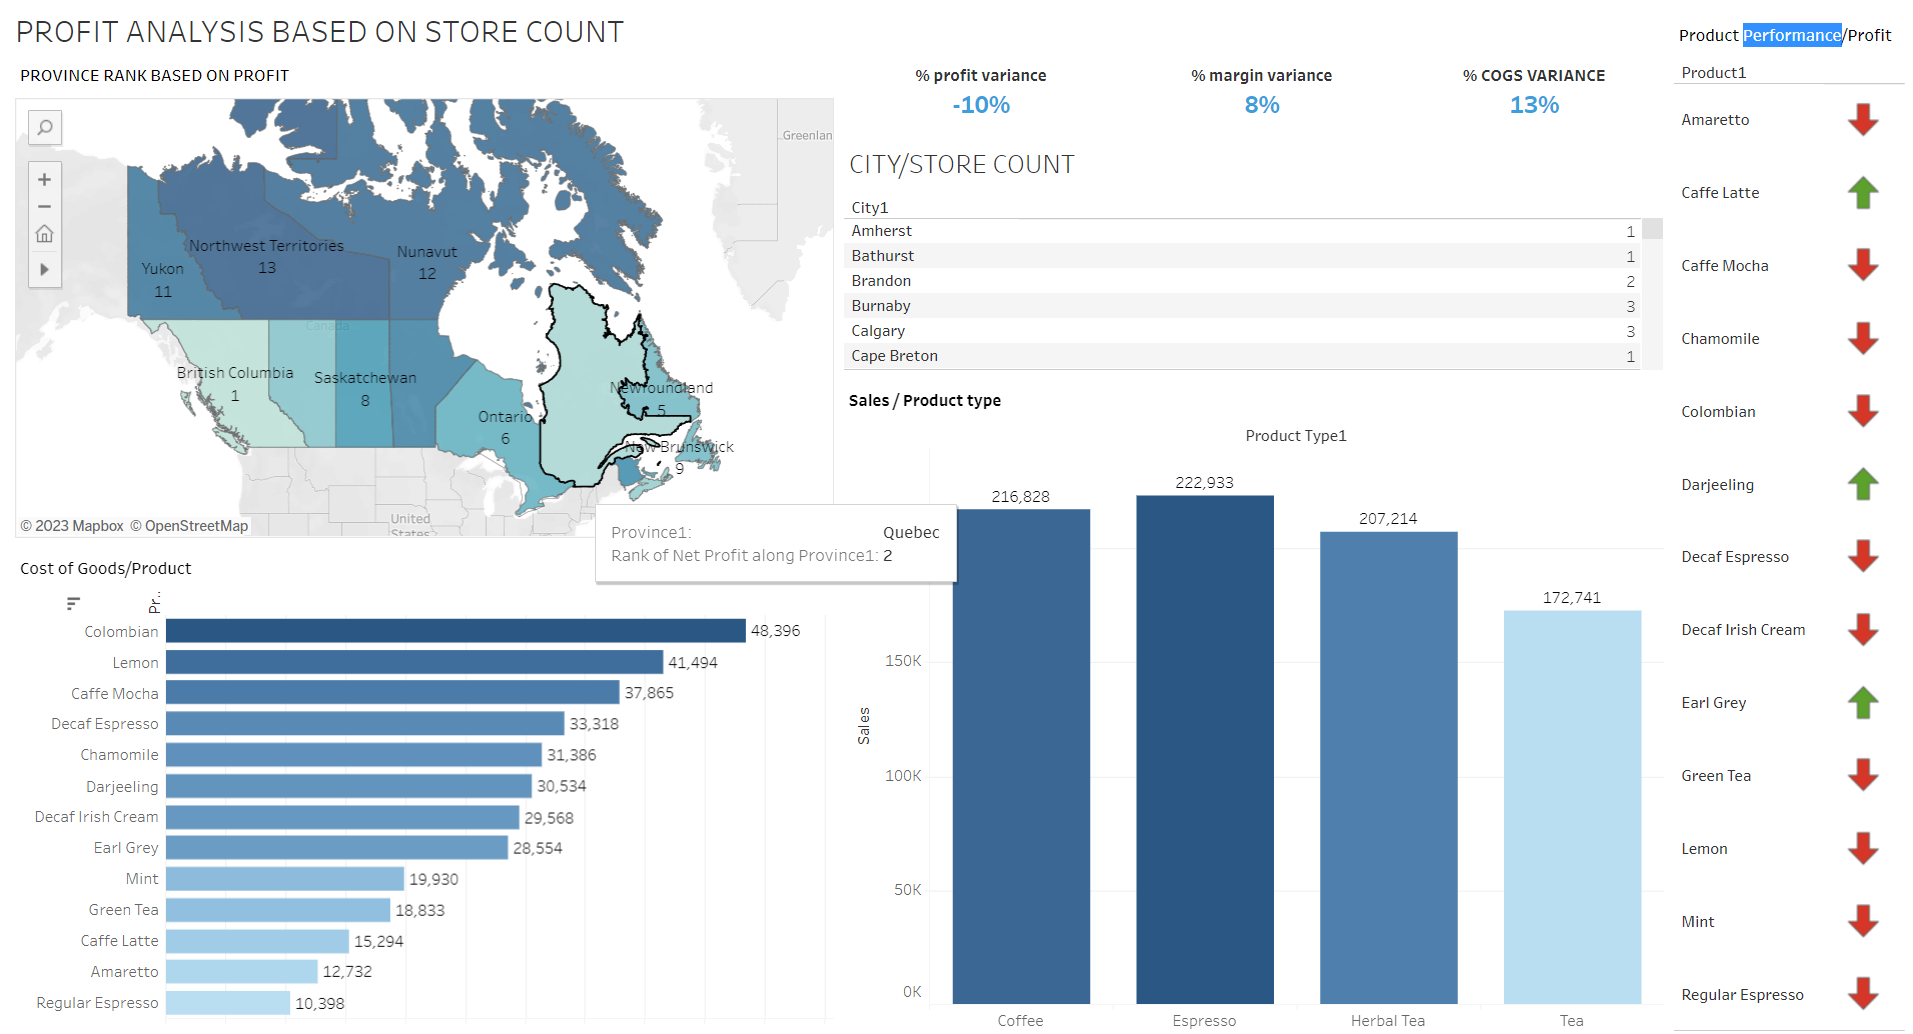 PROFIT ANALYSIS BASED ON STORE COUNT
PROVINCE RANK BASED ON PROFIT
Greenlan
Northwest Territories
13
Nunavut
12
Yukon
11
Canada
British Columbia
1
Saskatchewan
8
Newfoundland
5
Ontario
6
New Brunswick
9
United
States
© 2023 Mapbox © OpenStreetMap
Province1: Quebec
Rank of Net Profit along Province1: 2
% profit variance
-10%
% margin variance
8%
% COGS VARIANCE
13%
CITY/STORE COUNT
City1
Amherst 1
Bathurst 1
Brandon 2
Burnaby 3
Calgary 3
Cape Breton 1
Cost of Goods/Product
Pr..
Colombian 48,396
Lemon 41,494
Caffe Mocha 37,865
Decaf Espresso 33,318
Chamomile 31,386
Darjeeling 30,534
Decaf Irish Cream 29,568
Earl Grey 28,554
Mint 19,930
Green Tea 18,833
Caffe Latte 15,294
Amaretto 12,732
Regular Espresso 10,398
Sales / Product type
Product Type1
216,828
222,933
207,214
172,741
150K
100K
50K
0K
Sales
Coffee Espresso Herbal Tea Tea
Product Performance/Profit
Product1
Amaretto
Caffe Latte
Caffe Mocha
Chamomile
Colombian
Darjeeling
Decaf Espresso
Decaf Irish Cream
Earl Grey
Green Tea
Lemon
Mint
Regular Espresso